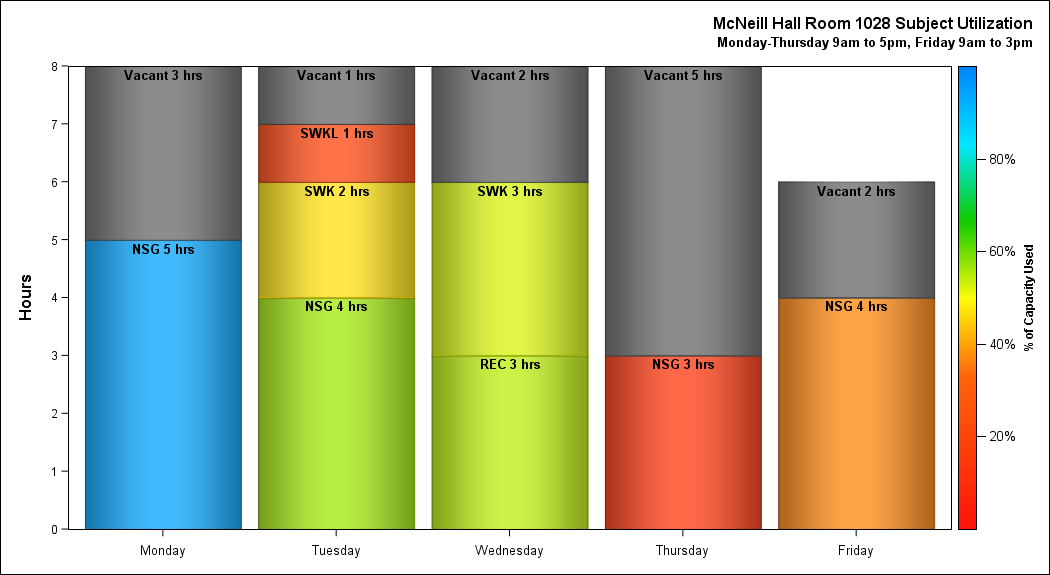 McNeill Hall Room 1028 Subject Utilization
Monday-Thursday 9am to 5pm, Friday 9am to 3pm
Hours
8
7
6
5
4
3
2
1
0
Vacant 3 hrs
NSG 5 hrs
Vacant 1 hrs
SWKL 1 hrs
SWK 2 hrs
NSG 4 hrs
Vacant 2 hrs
SWK 3 hrs
REC 3 hrs
Vacant 5 hrs
NSG 3 hrs
Vacant 2 hrs
NSG 4 hrs
Monday
Tuesday
Wednesday
Thursday
Friday
80%
60%
40%
20%
% of Capacity Used